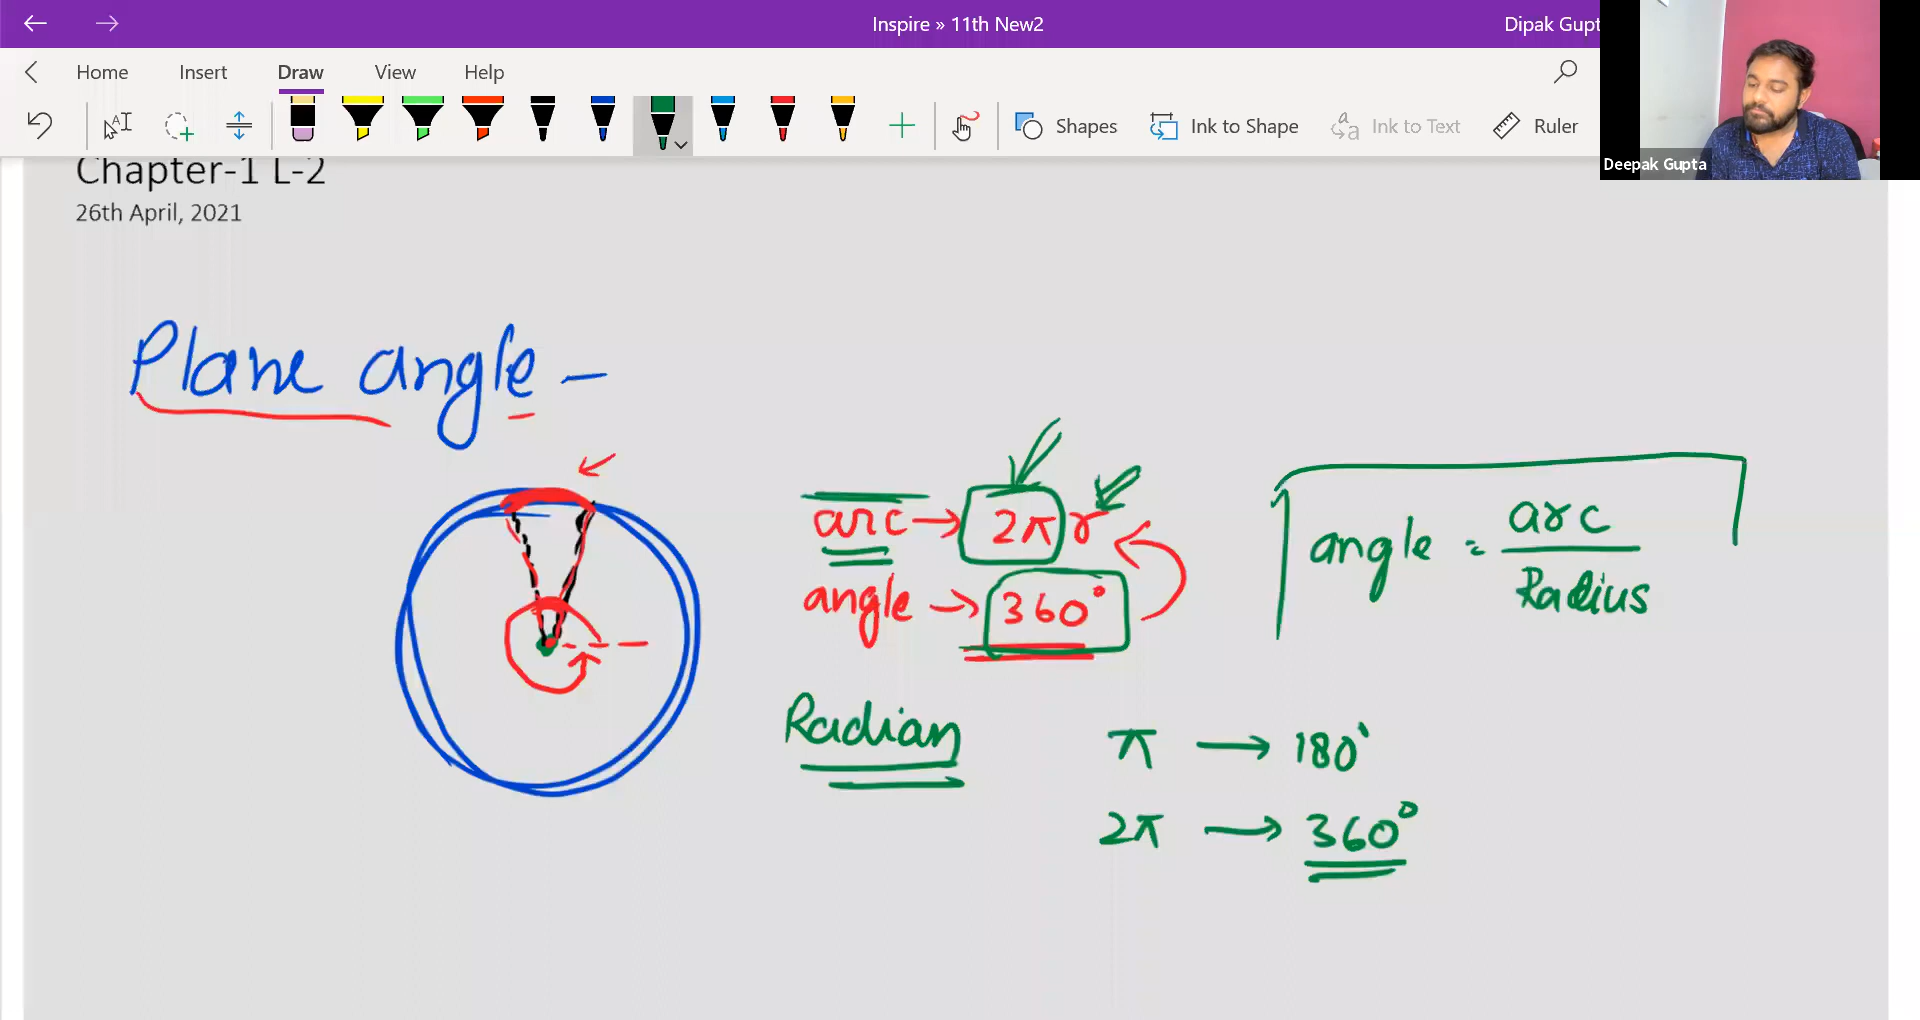 Inspire » 11th New2
Dipak Gupt
Home Insert Draw View Help
Shapes Ink to Shape Ink to Text Ruler
Deepak Gupta
Chapter-1 L-2
26th April, 2021
Plane angle —
arc → 2πr
angle → 360°
angle = arc / Radius
Radian
π → 180°
2π → 360°